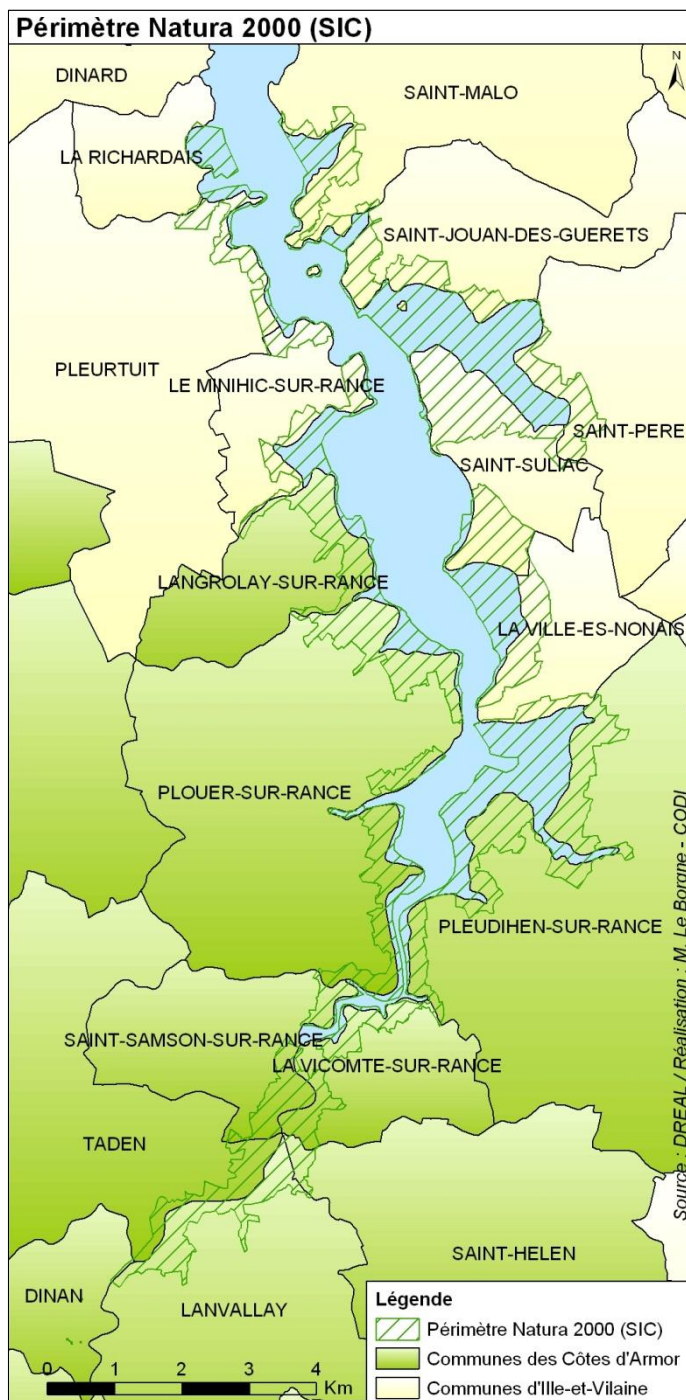 Périmètre Natura 2000 (SIC)
N
DINARD
SAINT-MALO
LA RICHARDAIS
SAINT-JOUAN-DES-GUERETS
PLEURTUIT
LE MINIHIC-SUR-RANCE
SAINT-PERE
SAINT-SULIAC
LANGROLAY-SUR-RANCE
LA VILLE-ES-NONAIS
PLOUER-SUR-RANCE
PLEUDIHEN-SUR-RANCE
SAINT-SAMSON-SUR-RANCE
LA VICOMTE-SUR-RANCE
TADEN
SAINT-HELEN
DINAN
LANVALLAY
Source : DREAL / Réalisation : M. Le Borgne - CODI
Légende
Périmètre Natura 2000 (SIC)
Communes des Côtes d'Armor
Communes d'Ille-et-Vilaine
0 1 2 4
Km